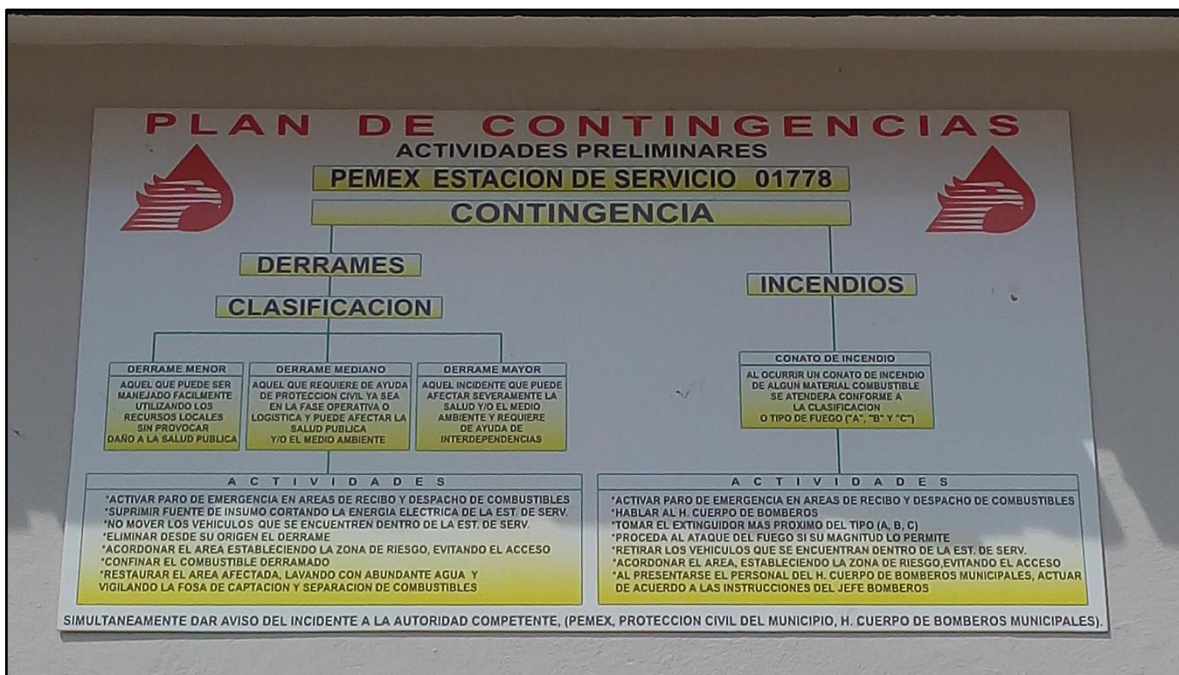 PLAN DE CONTINGENCIAS
ACTIVIDADES PRELIMINARES
PEMEX ESTACION DE SERVICIO 01778
CONTINGENCIA
DERRAMES
CLASIFICACION
DERRAME MENOR
AQUEL QUE PUEDE SER
MANEJADO FACILMENTE
UTILIZANDO LOS
RECURSOS LOCALES
SIN PROVOCAR
DAÑO A LA SALUD PUBLICA
DERRAME MEDIANO
AQUEL QUE REQUIERE DE AYUDA
DE PROTECCION CIVIL YA SEA
EN LA FASE OPERATIVA O
LOGISTICA Y PUEDE AFECTAR LA
SALUD PUBLICA
Y/O EL MEDIO AMBIENTE
DERRAME MAYOR
AQUEL INCIDENTE QUE PUEDE
AFECTAR SEVERAMENTE LA
SALUD Y/O EL MEDIO
AMBIENTE Y REQUIERE
DE AYUDA DE
INTERDEPENDENCIAS
ACTIVIDADES
*ACTIVAR PARO DE EMERGENCIA EN AREAS DE RECIBO Y DESPACHO DE COMBUSTIBLES
*SUPRIMIR FUENTE DE INSUMO CORTANDO LA ENERGIA ELECTRICA DE LA EST. DE SERV.
*NO MOVER LOS VEHICULOS QUE SE ENCUENTREN DENTRO DE LA EST. DE SERV.
*ELIMINAR DESDE SU ORIGEN EL DERRAME
*ACORDONAR EL AREA ESTABLECIENDO LA ZONA DE RIESGO, EVITANDO EL ACCESO
*CONFINAR EL COMBUSTIBLE DERRAMADO
*RESTAURAR EL AREA AFECTADA, LAVANDO CON ABUNDANTE AGUA Y
VIGILANDO LA FOSA DE CAPTACION Y SEPARACION DE COMBUSTIBLES
INCENDIOS
CONATO DE INCENDIO
AL OCURRIR UN CONATO DE INCENDIO
DE ALGUN MATERIAL COMBUSTIBLE
SE ATENDERA CONFORME A
LA CLASIFICACION
O TIPO DE FUEGO ("A", "B" Y "C")
ACTIVIDADES
*ACTIVAR PARO DE EMERGENCIA EN AREAS DE RECIBO Y DESPACHO DE COMBUSTIBLES
*HABLAR AL H. CUERPO DE BOMBEROS
*TOMAR EL EXTINGUIDOR MAS PROXIMO DEL TIPO (A, B, C)
*PROCEDA AL ATAQUE DEL FUEGO SI SU MAGNITUD LO PERMITE
*RETIRAR LOS VEHICULOS QUE SE ENCUENTRAN DENTRO DE LA EST. DE SERV.
*ACORDONAR EL AREA, ESTABLECIENDO LA ZONA DE RIESGO,EVITANDO EL ACCESO
*AL PRESENTARSE EL PERSONAL DEL H. CUERPO DE BOMBEROS MUNICIPALES, ACTUAR
DE ACUERDO A LAS INSTRUCCIONES DEL JEFE BOMBEROS
SIMULTANEAMENTE DAR AVISO DEL INCIDENTE A LA AUTORIDAD COMPETENTE, (PEMEX, PROTECCION CIVIL DEL MUNICIPIO, H. CUERPO DE BOMBEROS MUNICIPALES).